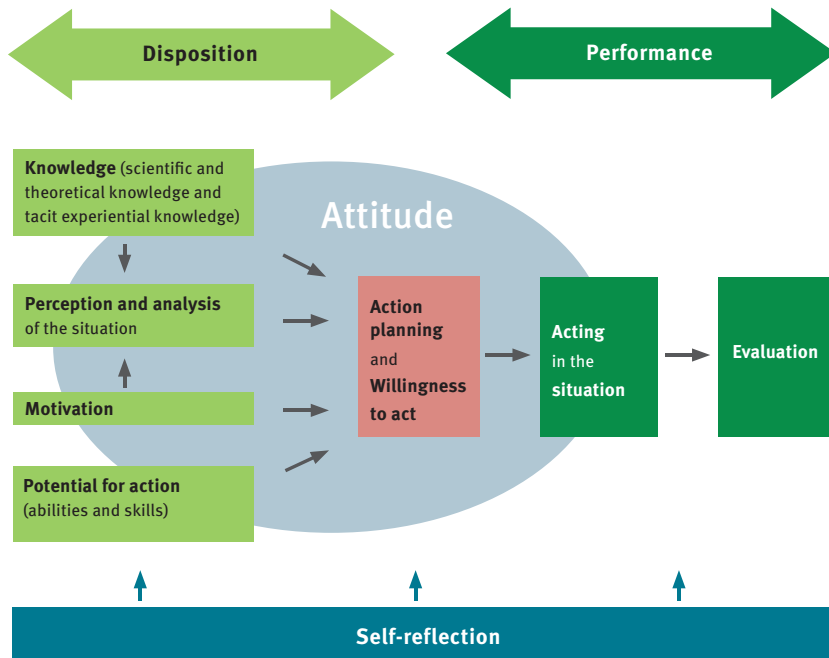 Disposition
Performance
Knowledge (scientific and
theoretical knowledge and
tacit experiential knowledge)
Attitude
Perception and analysis
of the situation
Motivation
Potential for action
(abilities and skills)
Action
planning
and
Willingness
to act
Acting
in the
situation
Evaluation
Self-reflection